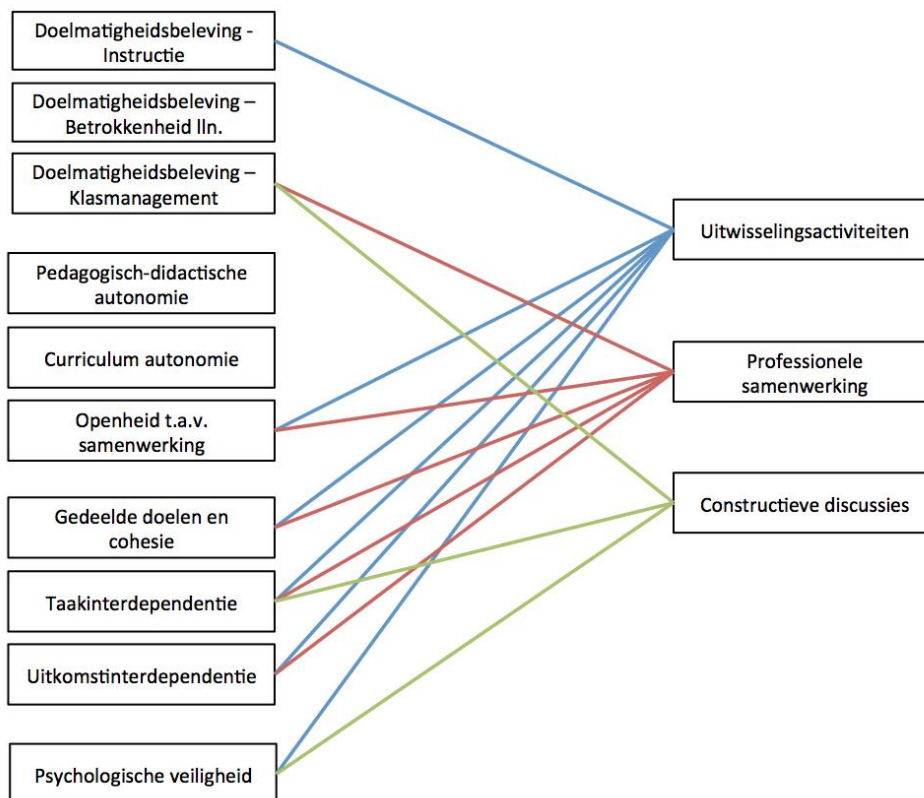 Doelmatigheidsbeleving -
Instructie
Doelmatigheidsbeleving –
Betrokkenheid lln.
Doelmatigheidsbeleving –
Klasmanagement
Pedagogisch-didactische
autonomie
Curriculum autonomie
Openheid t.a.v.
samenwerking
Gedeelde doelen en
cohesie
Taakinterdependentie
Uitkomstinterdependentie
Psychologische veiligheid
Uitwisselingsactiviteiten
Professionele
samenwerking
Constructieve discussies